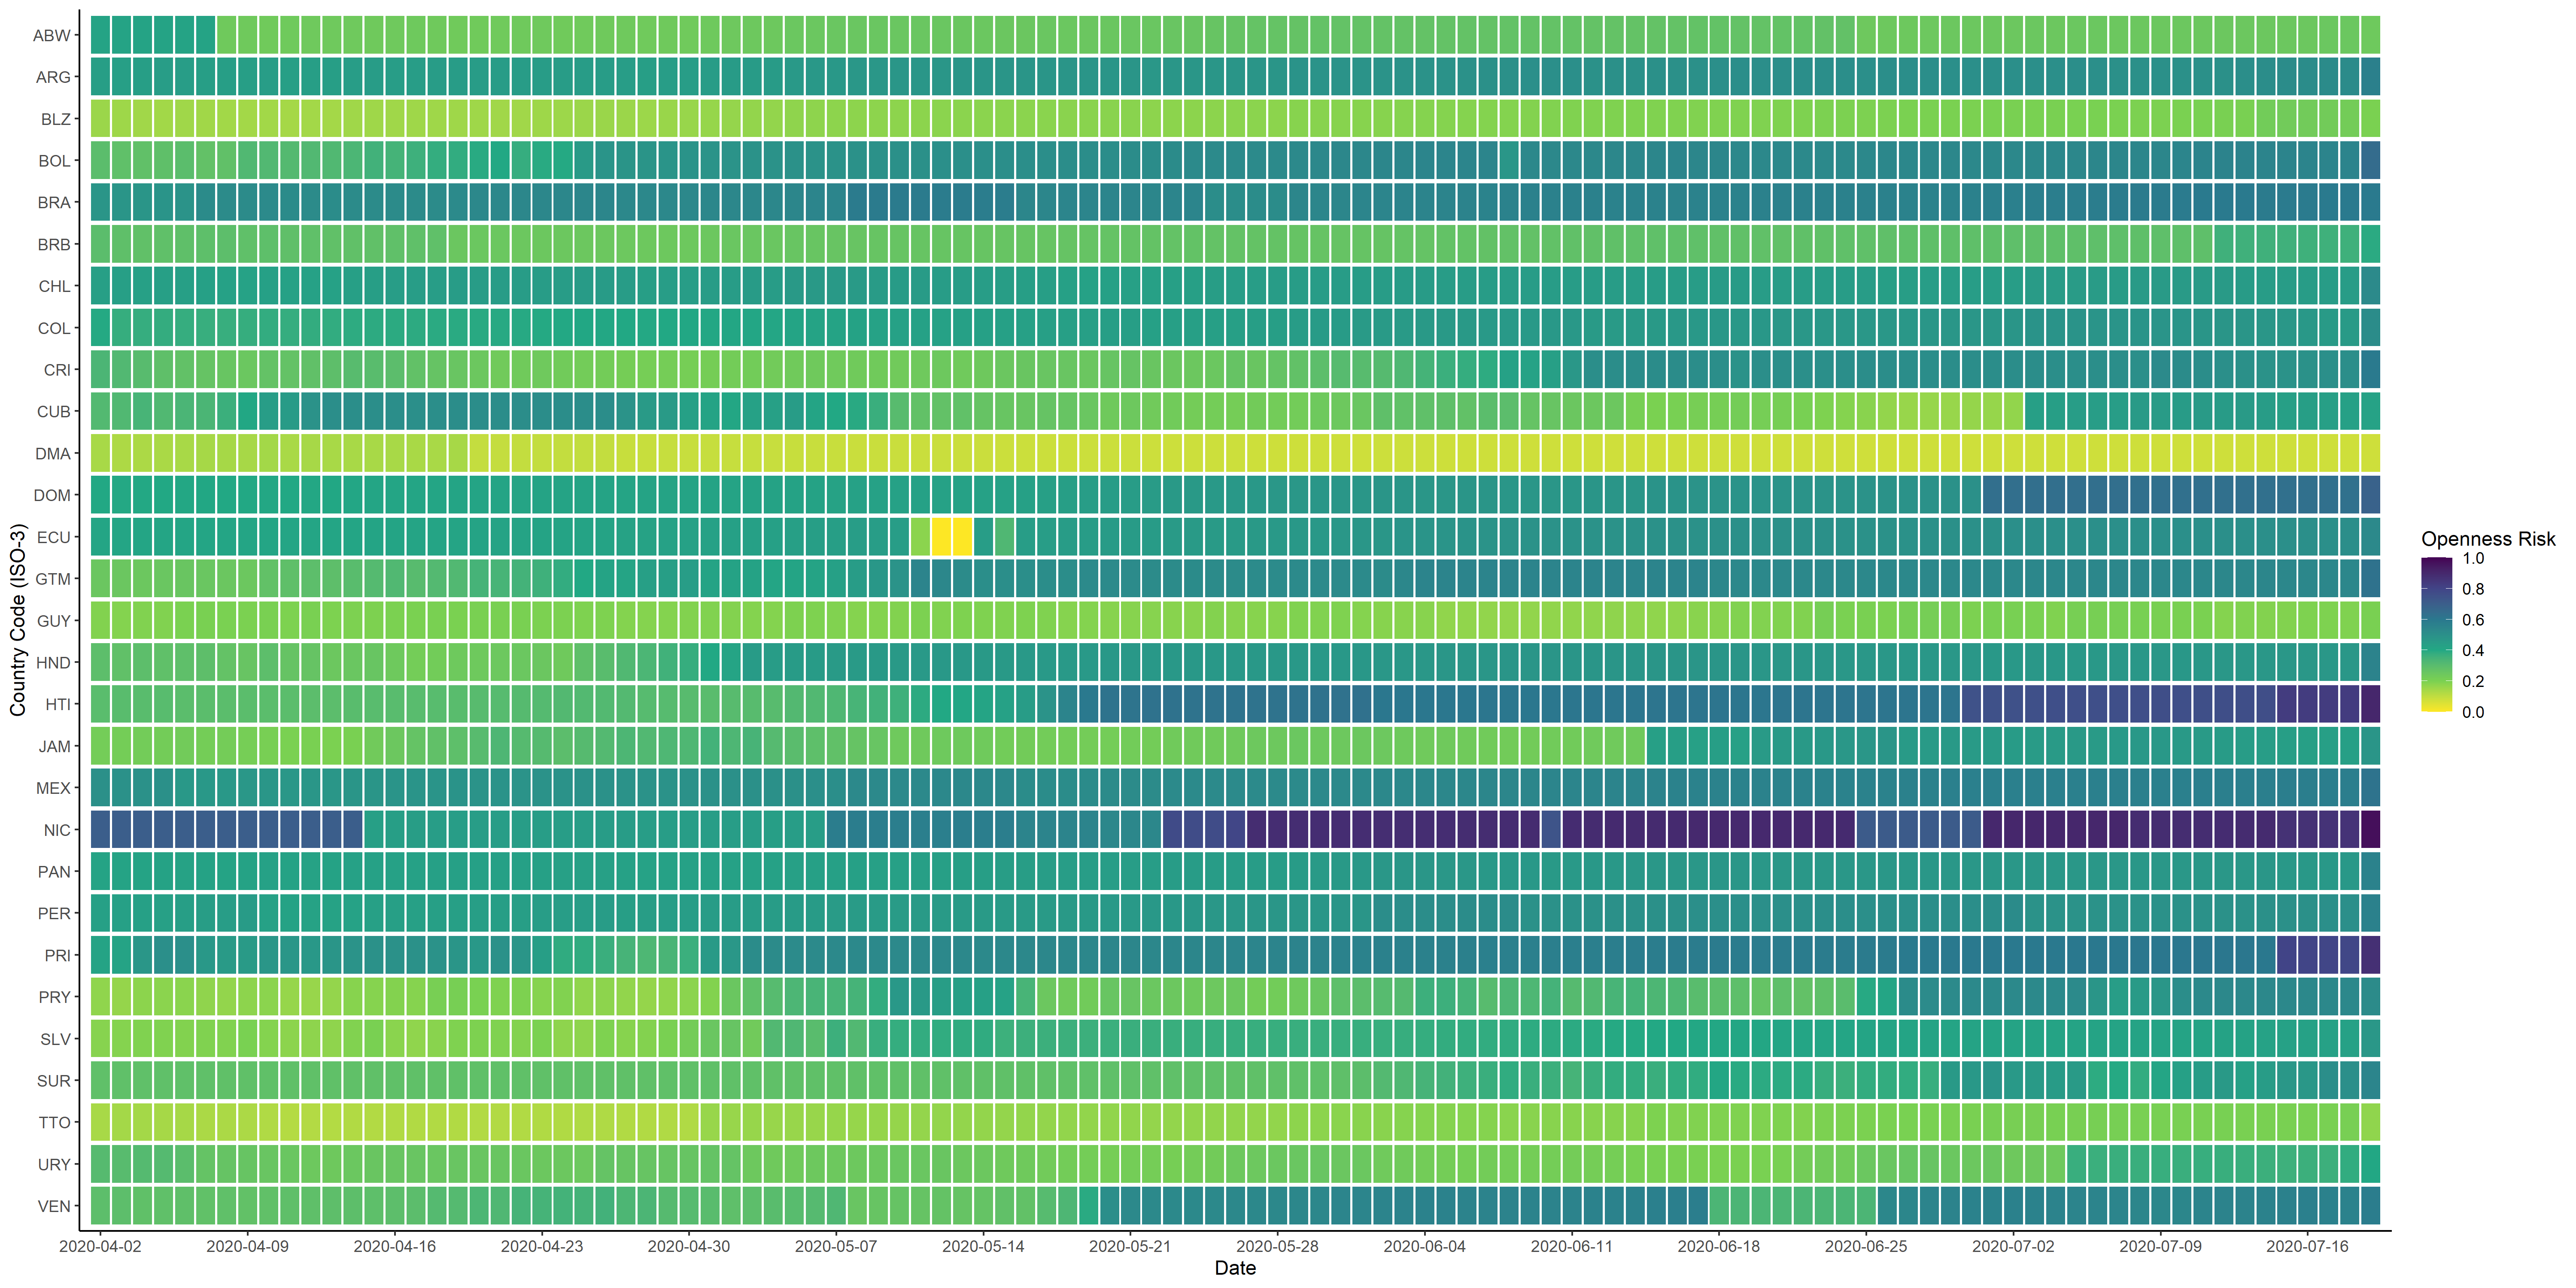 ABW
ARG
BLZ
BOL
BRA
BRB
CHL
COL
CRI
CUB
DMA
DOM
ECU
GTM
GUY
HND
HTI
JAM
MEX
NIC
PAN
PER
PRI
PRY
SLV
SUR
TTO
URY
VEN
Country Code (ISO-3)
2020-04-02 2020-04-09 2020-04-16 2020-04-23 2020-04-30 2020-05-07 2020-05-14 2020-05-21 2020-05-28 2020-06-04 2020-06-11 2020-06-18 2020-06-25 2020-07-02 2020-07-09 2020-07-16
Date
Openness Risk
1.0
0.8
0.6
0.4
0.2
0.0